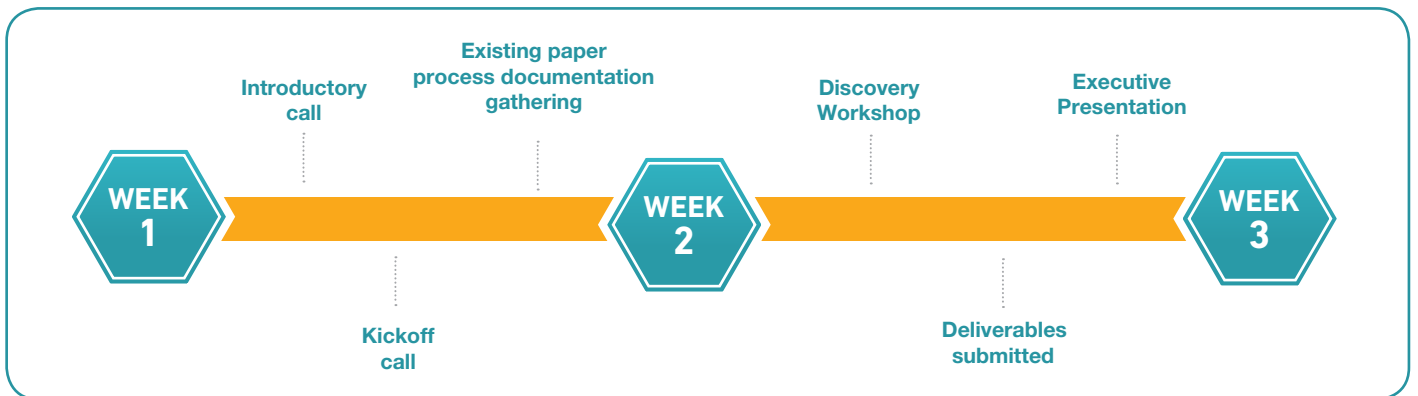 WEEK
1
Introductory
call
Kickoff
call
Existing paper
process documentation
gathering
WEEK
2
Discovery
Workshop
Deliverables
submitted
Executive
Presentation
WEEK
3